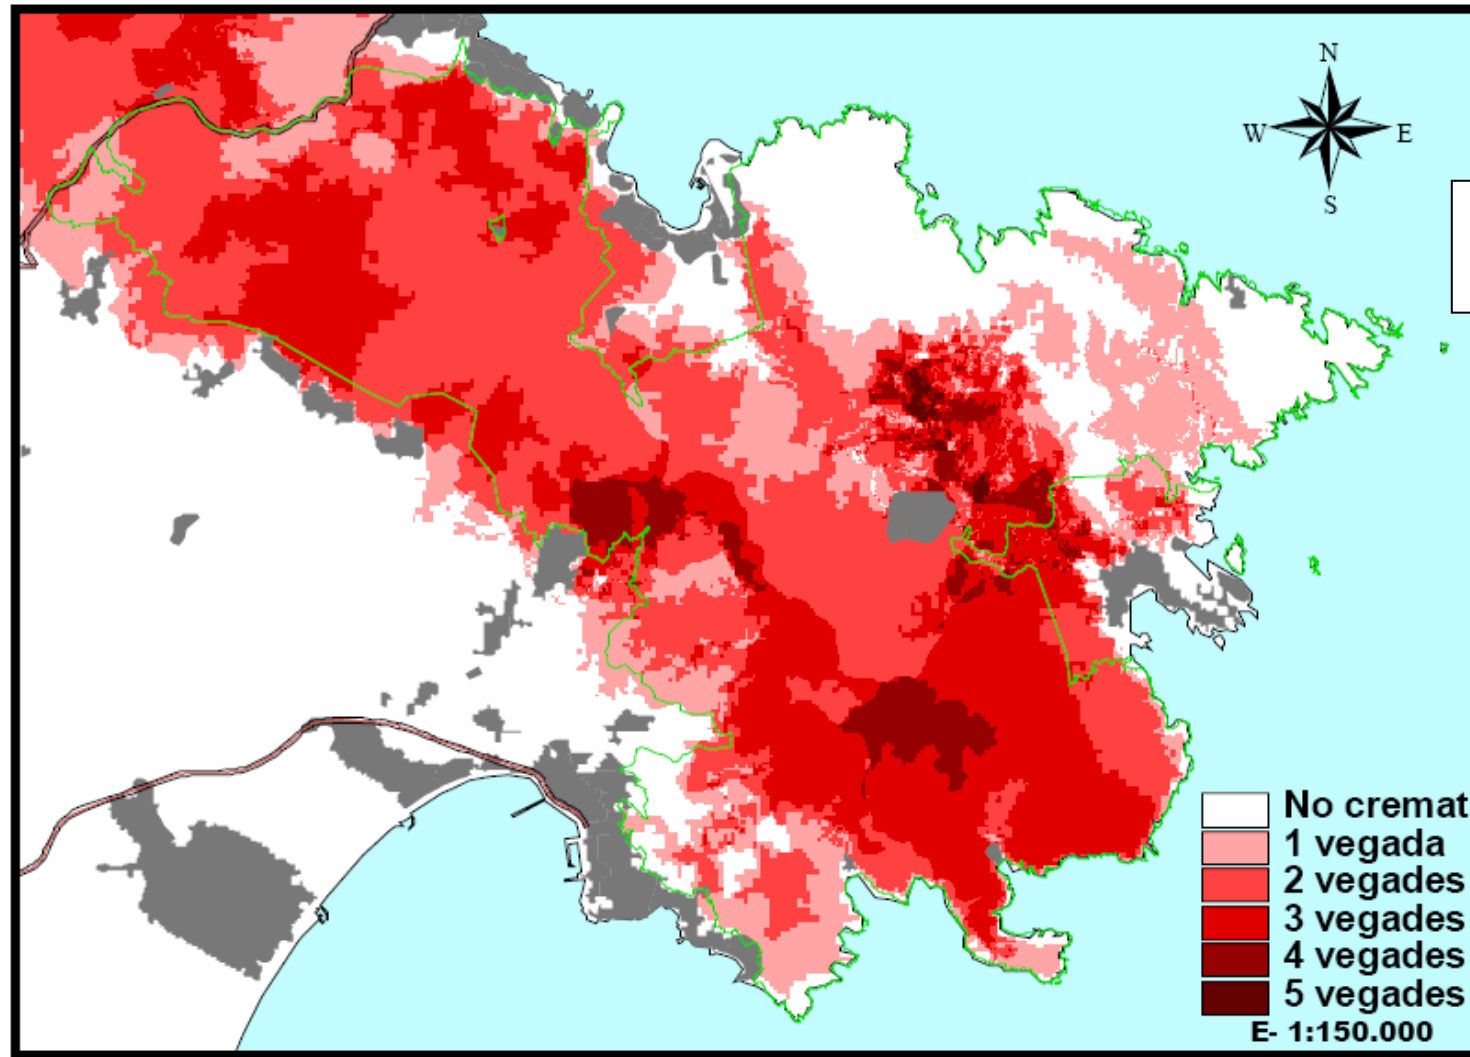 N
W E
S
No cremat
1 vegada
2 vegades
3 vegades
4 vegades
5 vegades
E- 1:150.000